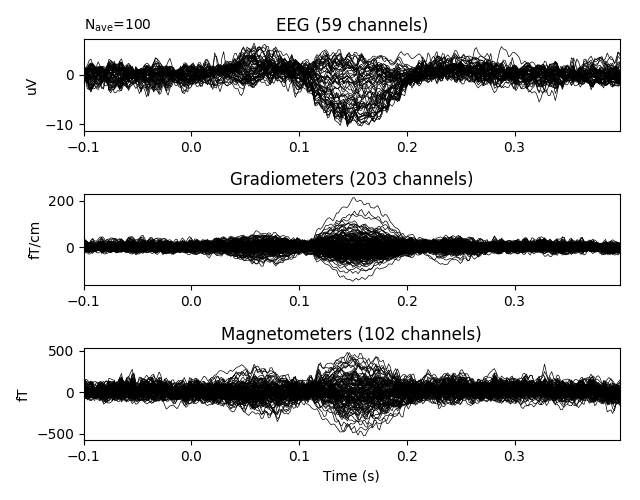 N_ave=100
EEG (59 channels)
uV
0
−10
−0.1 0.0 0.1 0.2 0.3
Gradiometers (203 channels)
fT/cm
200
0
−0.1 0.0 0.1 0.2 0.3
Magnetometers (102 channels)
fT
500
0
−500
−0.1 0.0 0.1 0.2 0.3
Time (s)